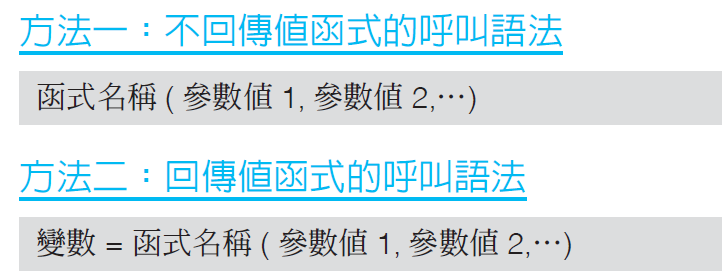 方法一：不回傳值函式的呼叫語法
函式名稱 ( 參數值 1, 參數值 2,⋯)
方法二：回傳值函式的呼叫語法
變數 = 函式名稱 ( 參數值 1, 參數值 2,⋯)